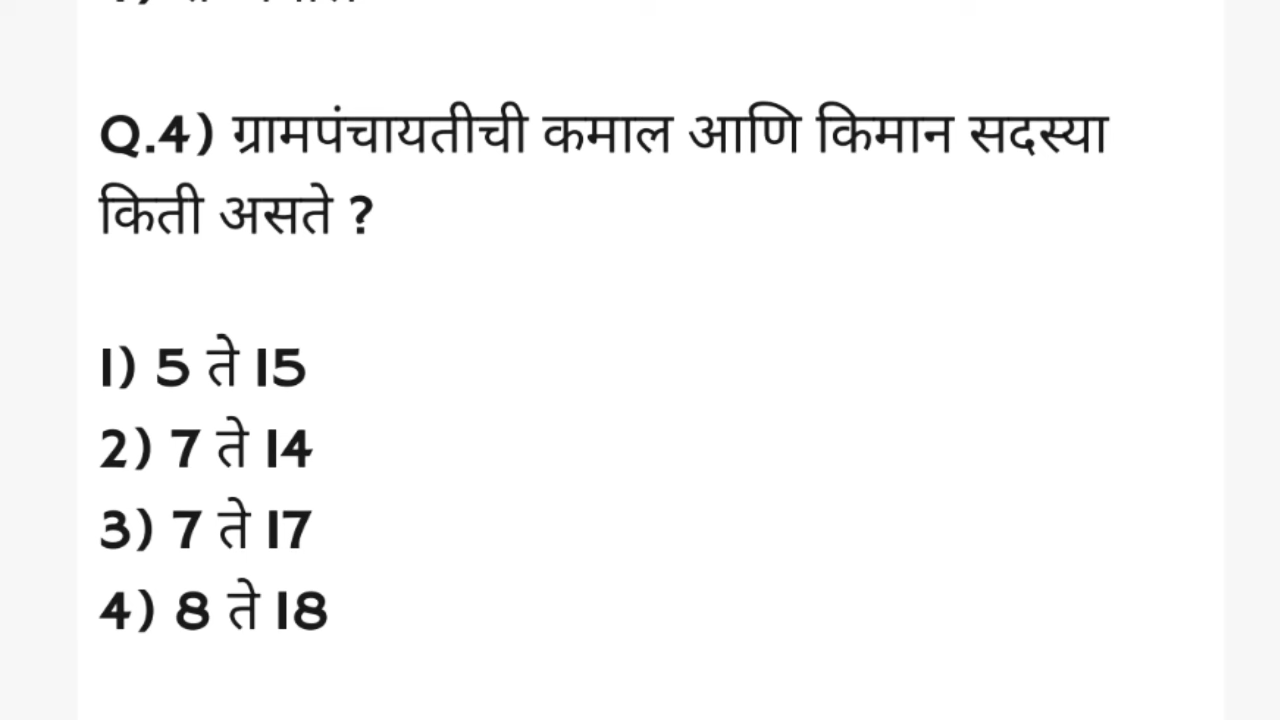 Q.4) ग्रामपंचायतीची कमाल आणि किमान सदस्या
किती असते ?
1) 5 ते 15
2) 7 ते 14
3) 7 ते 17
4) 8 ते 18